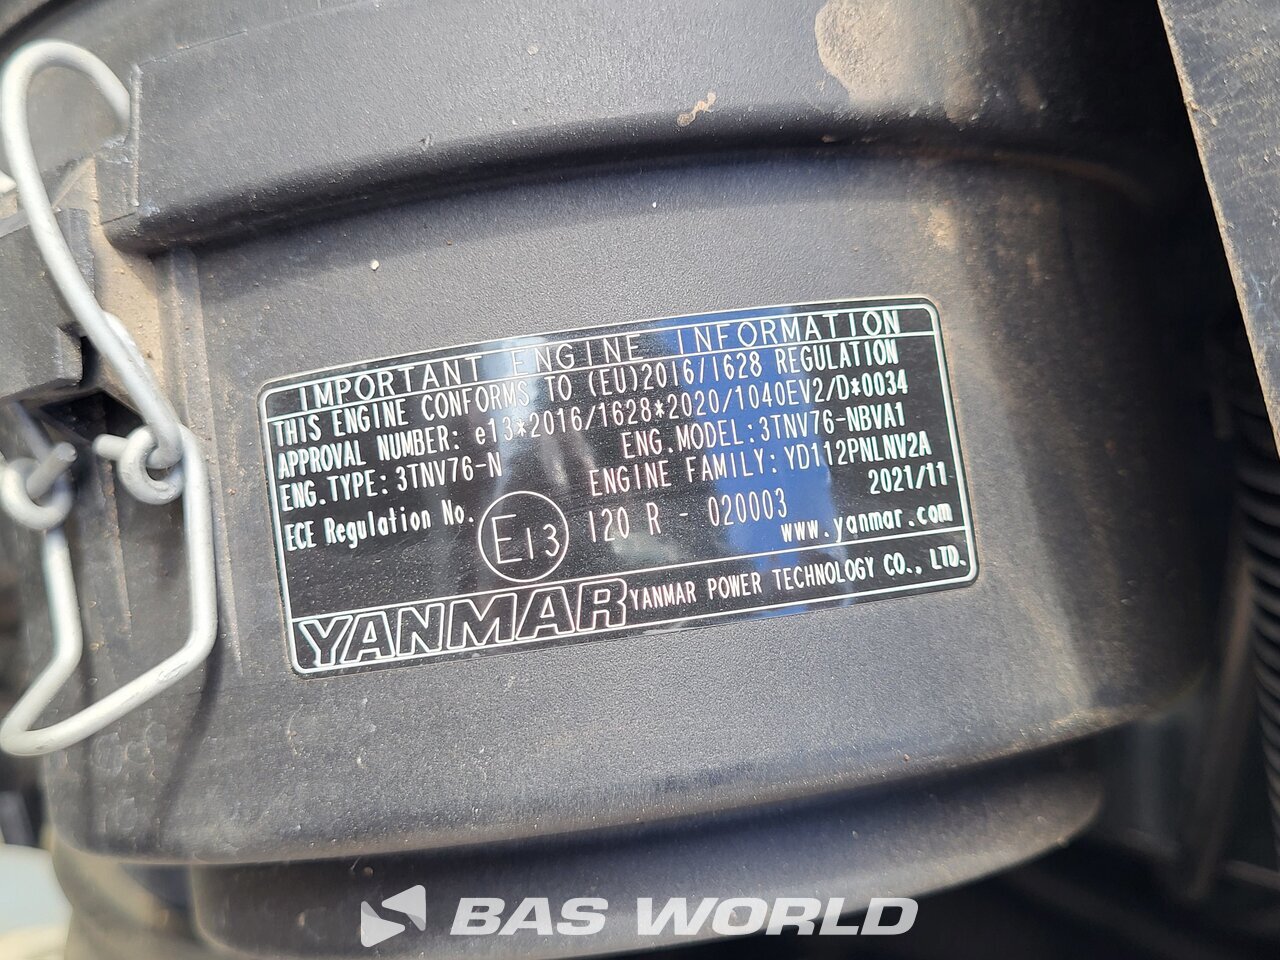 IMPORTANT ENGINE INFORMATION
THIS ENGINE CONFORMS TO (EU)2016/1628 REGULATION
APPROVAL NUMBER: e13*2016/1628*2020/1040EV2/D*0034
ENG.TYPE: 3TNV76-N ENG.MODEL:3TNV76-NBVA1
ENGINE FAMILY: YD112PNLNV2A
ECE Regulation No. E13 120 R - 020003 2021/11
www.yanmar.com
YANMAR YANMAR POWER TECHNOLOGY CO., LTD.
BAS WORLD